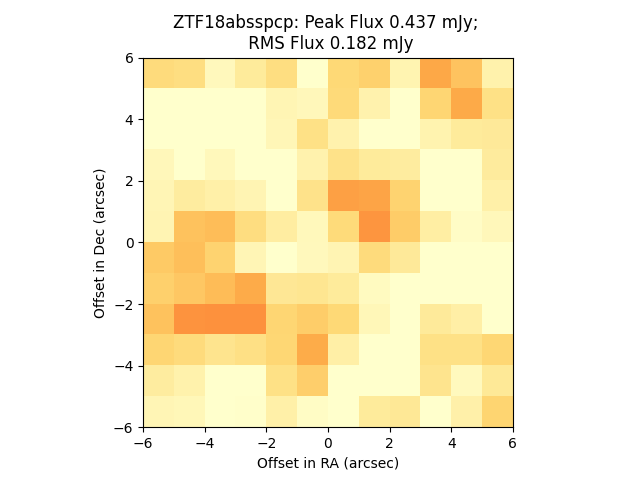 ZTF18absspcp: Peak Flux 0.437 mJy;
RMS Flux 0.182 mJy
6
4
2
0
−2
−4
−6
Offset in Dec (arcsec)
−6 −4 −2 0 2 4 6
Offset in RA (arcsec)